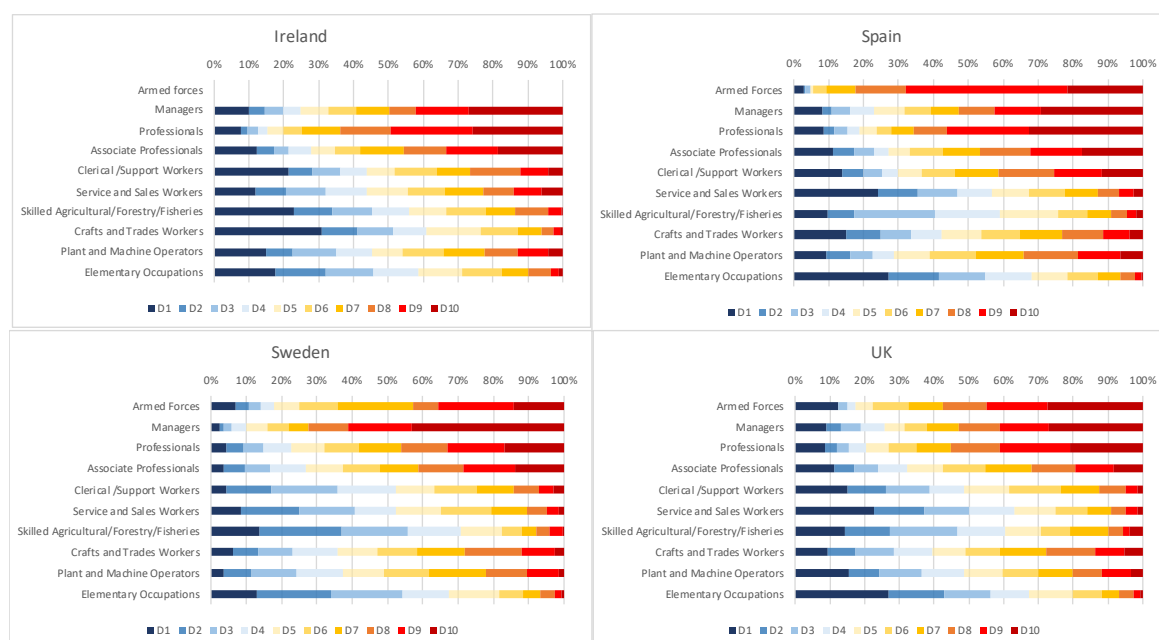 Ireland
0% 10% 20% 30% 40% 50% 60% 70% 80% 90% 100%
Armed forces
Managers
Professionals
Associate Professionals
Clerical /Support Workers
Service and Sales Workers
Skilled Agricultural/Forestry/Fisheries
Crafts and Trades Workers
Plant and Machine Operators
Elementary Occupations
D1 D2 D3 D4 D5 D6 D7 D8 D9 D10
Spain
0% 10% 20% 30% 40% 50% 60% 70% 80% 90% 100%
Armed Forces
Managers
Professionals
Associate Professionals
Clerical /Support Workers
Service and Sales Workers
Skilled Agricultural/Forestry/Fisheries
Crafts and Trades Workers
Plant and Machine Operators
Elementary Occupations
D1 D2 D3 D4 D5 D6 D7 D8 D9 D10
Sweden
0% 10% 20% 30% 40% 50% 60% 70% 80% 90% 100%
Armed Forces
Managers
Professionals
Associate Professionals
Clerical /Support Workers
Service and Sales Workers
Skilled Agricultural/Forestry/Fisheries
Crafts and Trades Workers
Plant and Machine Operators
Elementary Occupations
D1 D2 D3 D4 D5 D6 D7 D8 D9 D10
UK
0% 10% 20% 30% 40% 50% 60% 70% 80% 90% 100%
Armed Forces
Managers
Professionals
Associate Professionals
Clerical /Support Workers
Service and Sales Workers
Skilled Agricultural/Forestry/Fisheries
Crafts and Trades Workers
Plant and Machine Operators
Elementary Occupations
D1 D2 D3 D4 D5 D6 D7 D8 D9 D10